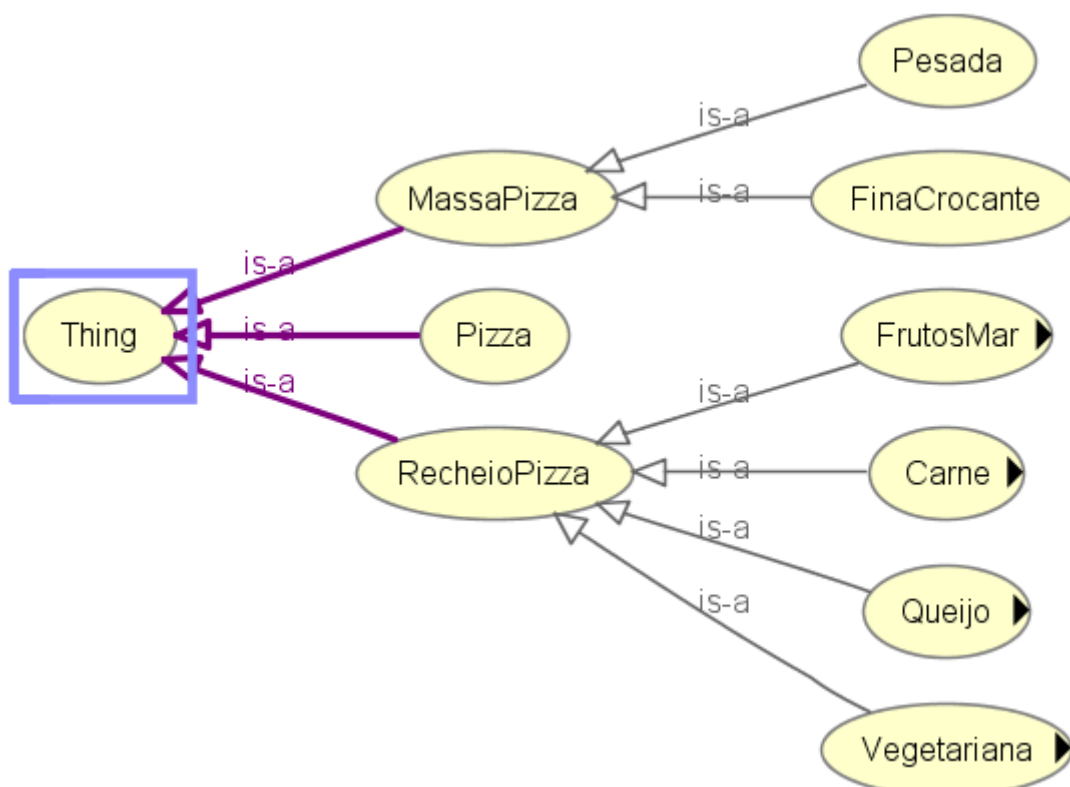 Pesada
is-a
MassaPizza
is-a
FinaCrocante
is-a
Thing
is-a
Pizza
FrutosMar
is-a
is-a
RecheioPizza
is-a
Carne
is-a
Queijo
is-a
Vegetariana